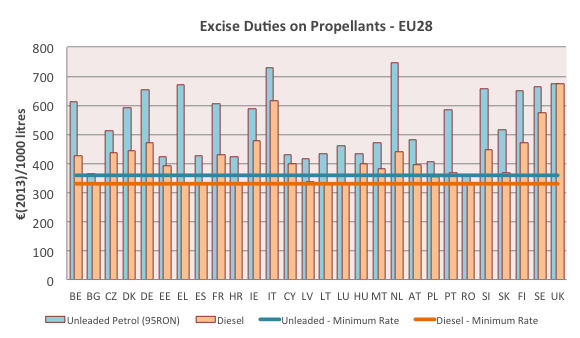 Excise Duties on Propellants - EU28
800
700
600
500
400
300
200
100
0
€(2013)/1000 litres
BE BG CZ DK DE EE EL ES FR HR IE IT CY LV LT LU HU MT NL AT PL PT RO SI SK FI SE UK
Unleaded Petrol (95RON) Diesel Unleaded - Minimum Rate Diesel - Minimum Rate